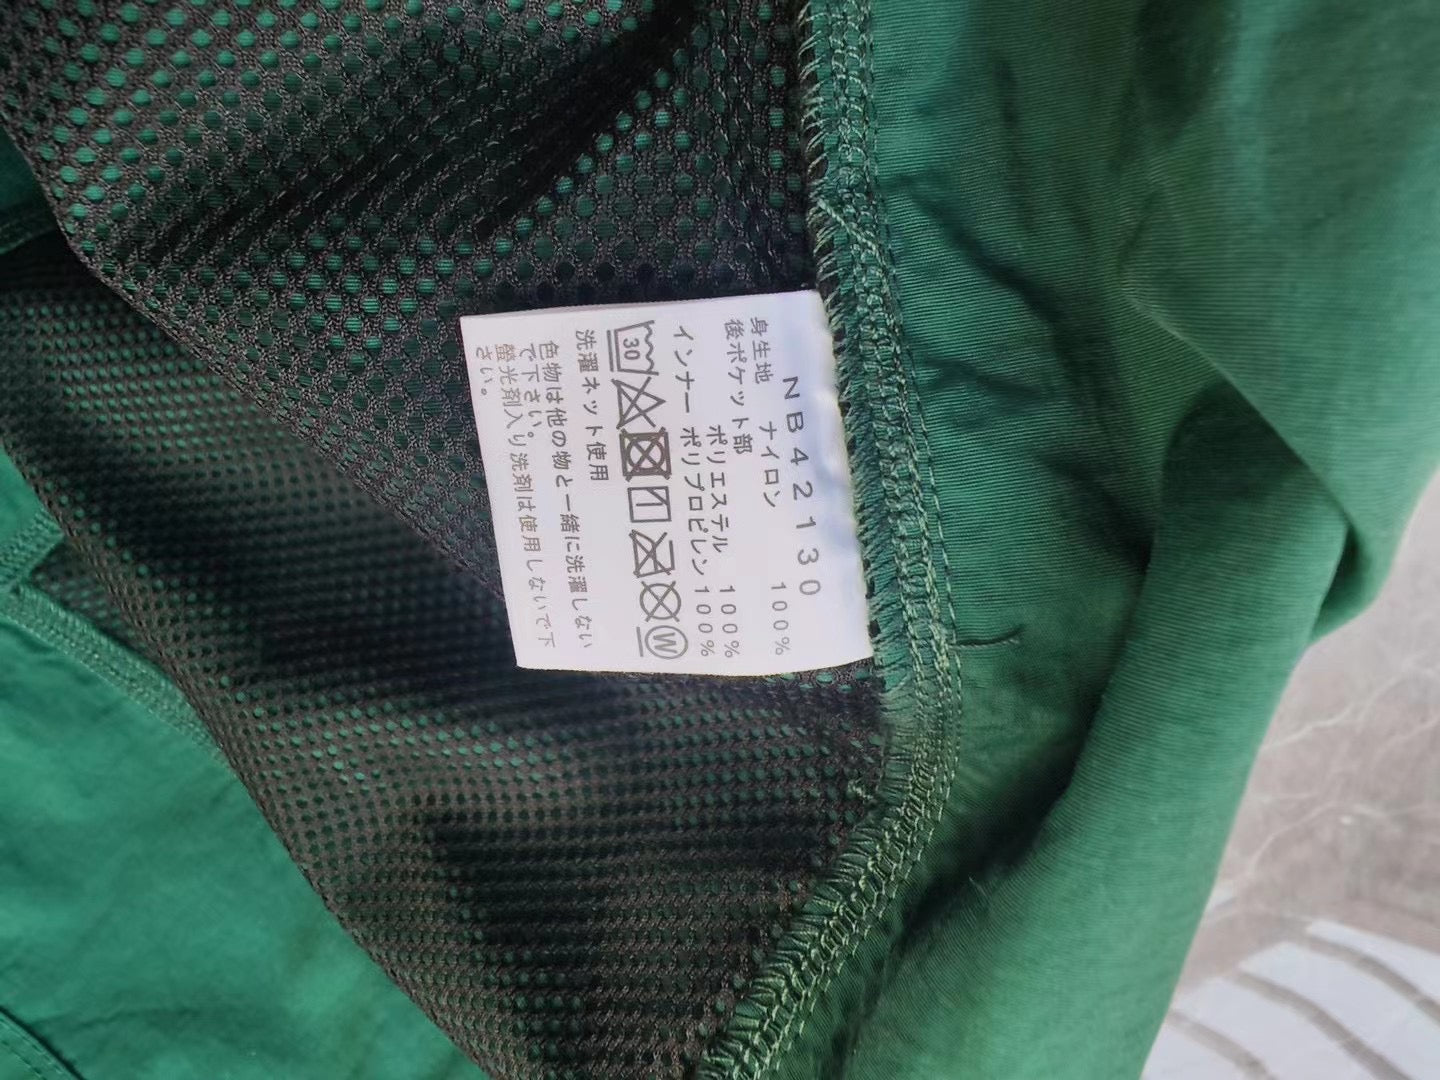 NB42130
身生地 ナイロン 100%
後ポケット部
ポリエステル 100%
インナー ポリプロピレン 100%
30
W
洗濯ネット使用
色物は他の物と一緒に洗濯しない
で下さい。
螢光剤入り洗剤は使用しないで下
さい。